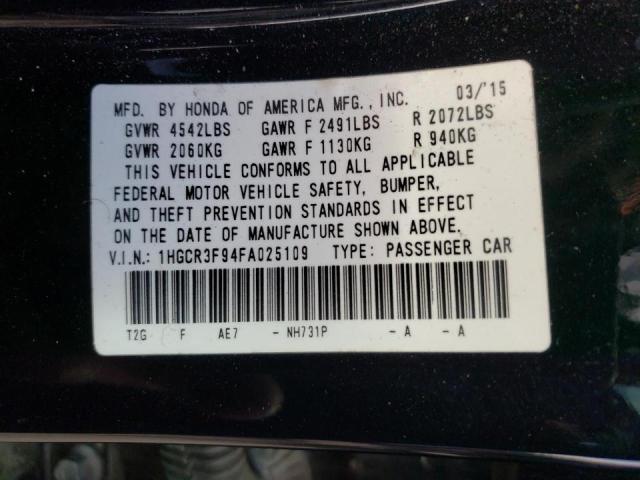 MFD. BY HONDA OF AMERICA MFG., INC. 03/'15
GVWR 4542LBS GAWR F 2491LBS R 2072LBS
GVWR 2060KG GAWR F 1130KG R 940KG
THIS VEHICLE CONFORMS TO ALL APPLICABLE
FEDERAL MOTOR VEHICLE SAFETY, BUMPER,
AND THEFT PREVENTION STANDARDS IN EFFECT
ON THE DATE OF MANUFACTURE SHOWN ABOVE.
V.I.N.: 1HGCR3F94FA025109 TYPE: PASSENGER CAR
T2G F AE7 - NH731P - A - A